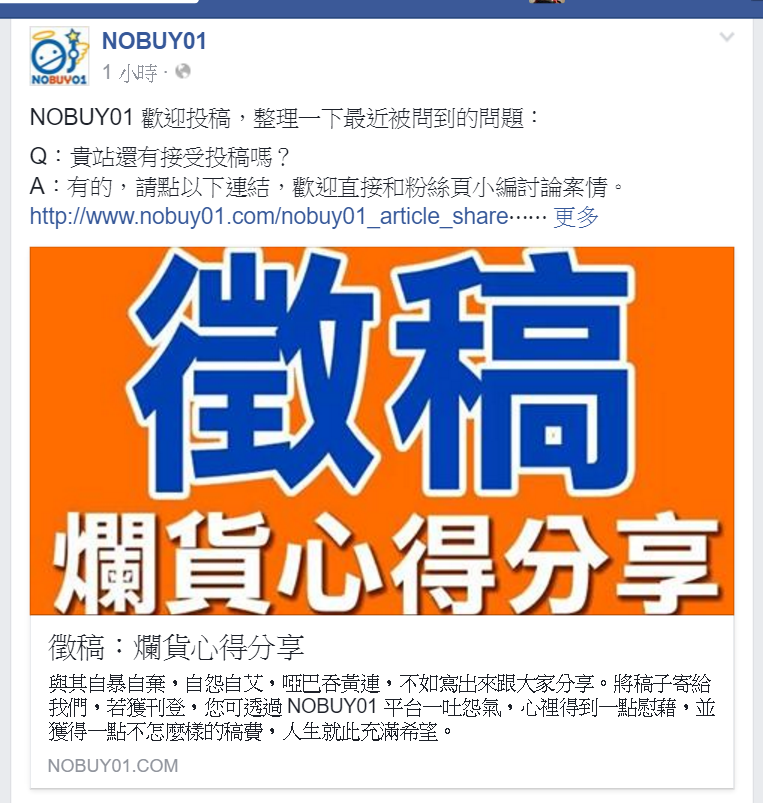 NOBUY01
NOBUY01
1 小時 ·
NOBUY01 歡迎投稿，整理一下最近被問到的問題：
Q：貴站還有接受投稿嗎？
A：有的，請點以下連結，歡迎直接和粉絲頁小編討論案情。
http://www.nobuy01.com/nobuy01_article_share⋯⋯ 更多
徵稿
爛貨心得分享
徵稿：爛貨心得分享
與其自暴自棄，自怨自艾，啞巴吞黃連，不如寫出來跟大家分享。將稿子寄給
我們，若獲刊登，您可透過 NOBUY01 平台一吐怨氣，心裡得到一點慰藉，並
獲得一點不怎麼樣的稿費，人生就此充滿希望。
NOBUY01.COM